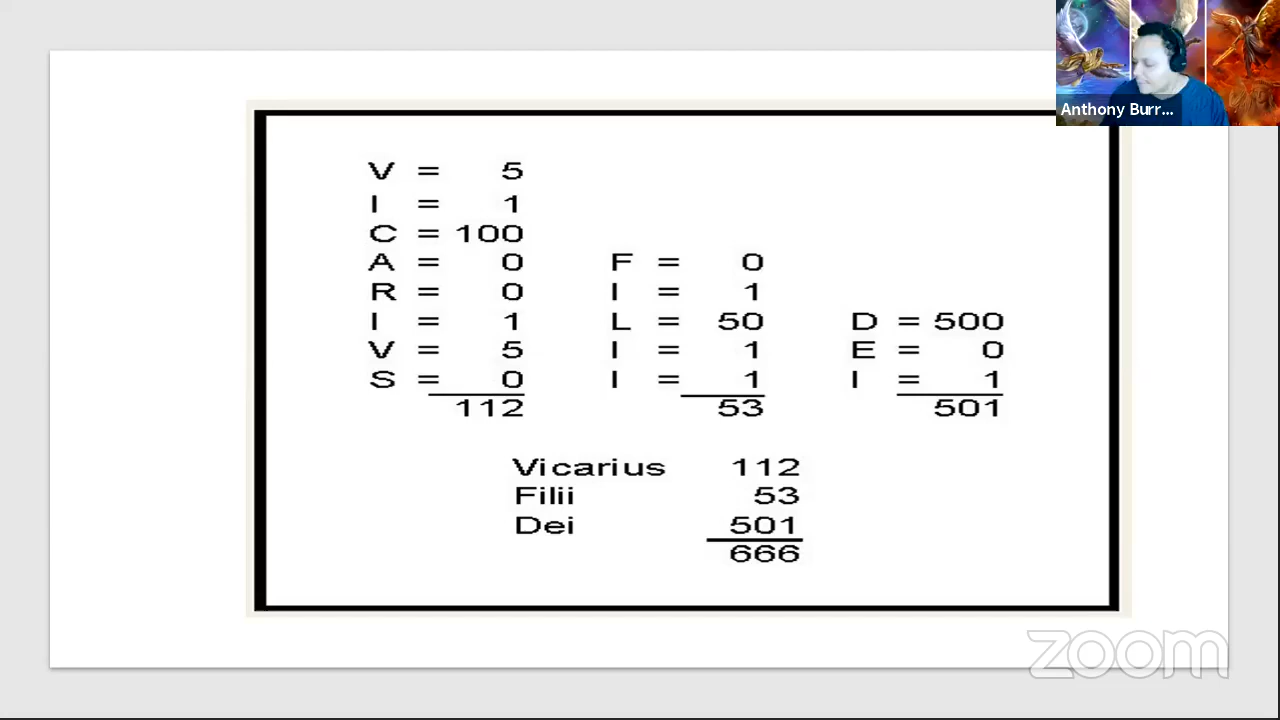 Anthony Burr...
V = 5
I = 1
C = 100
A = 0
R = 0
I = 1
V = 5
S = 0
112
F = 0
I = 1
L = 50
I = 1
I = 1
53
D = 500
E = 0
I = 1
501
Vicarius 112
Filii 53
Dei 501
666
zoom